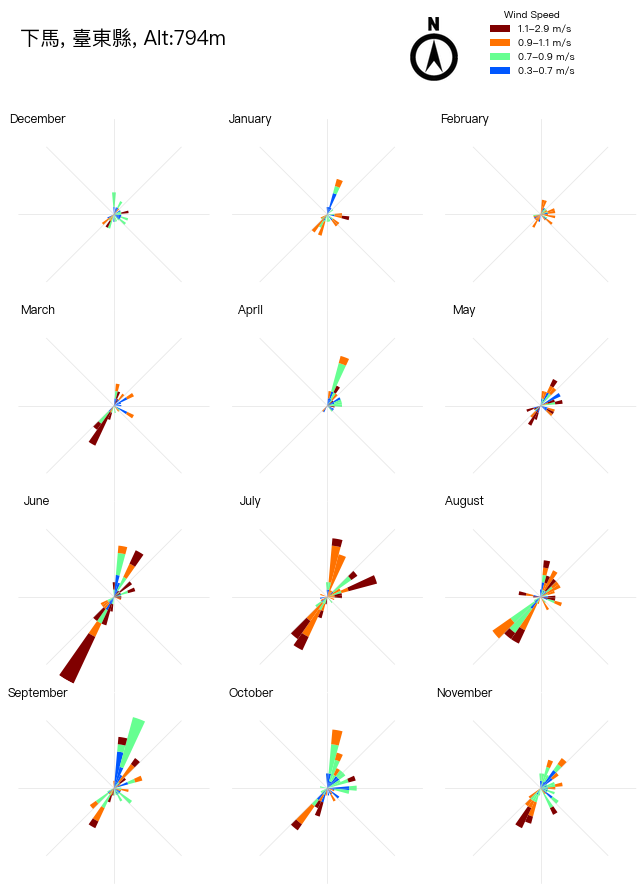 下馬, 臺東縣, Alt:794m
N
Wind Speed
1.1–2.9 m/s
0.9–1.1 m/s
0.7–0.9 m/s
0.3–0.7 m/s
December
January
February
March
April
May
June
July
August
September
October
November